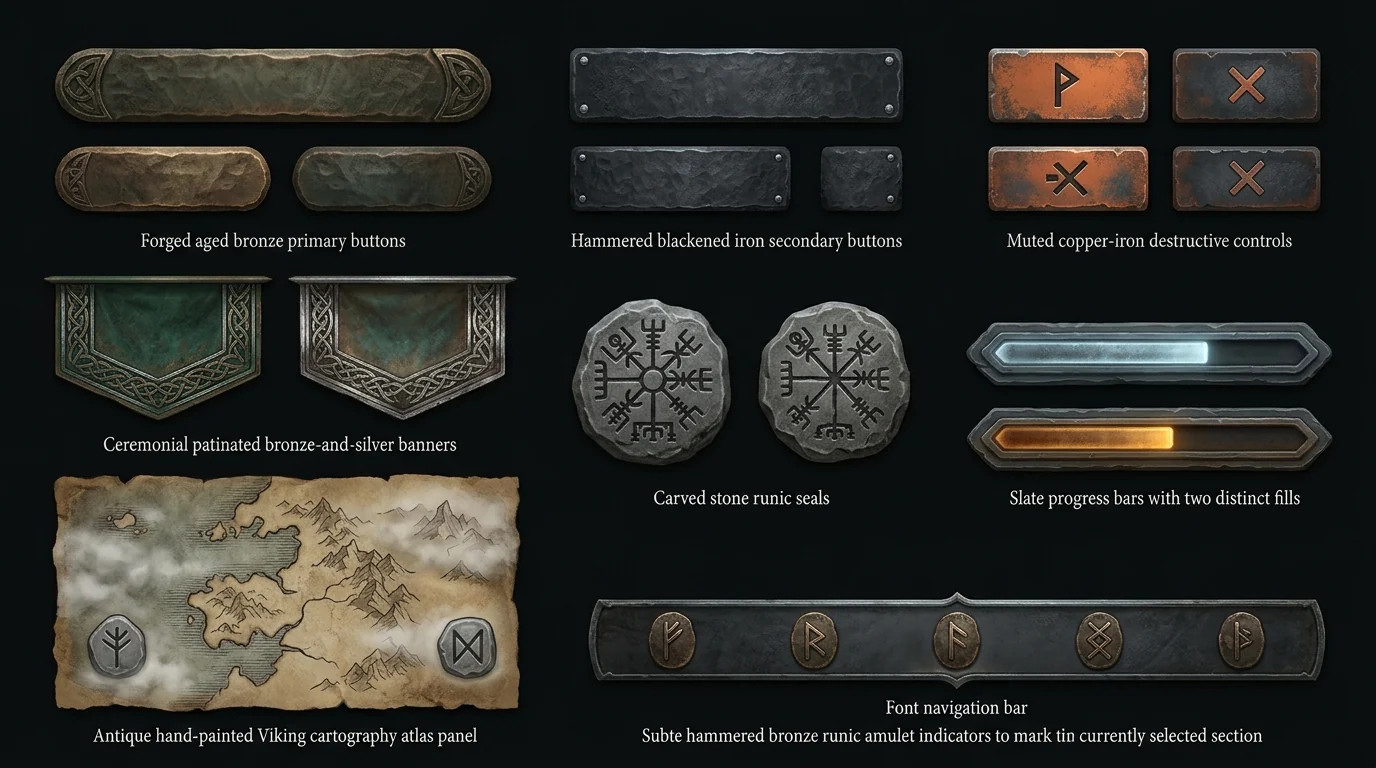 ᚹ
Forged aged bronze primary buttons
Hammered blackened iron secondary buttons
Muted copper-iron destructive controls
Ceremonial patinated bronze-and-silver banners
Carved stone runic seals
Slate progress bars with two distinct fills
ᛉ ᛞ
Antique hand-painted Viking cartography atlas panel
ᚠ ᚱ ᚨ ᛝ ᚦ
Font navigation bar
Subte hammered bronze runic amulet indicators to mark tin currently selected section